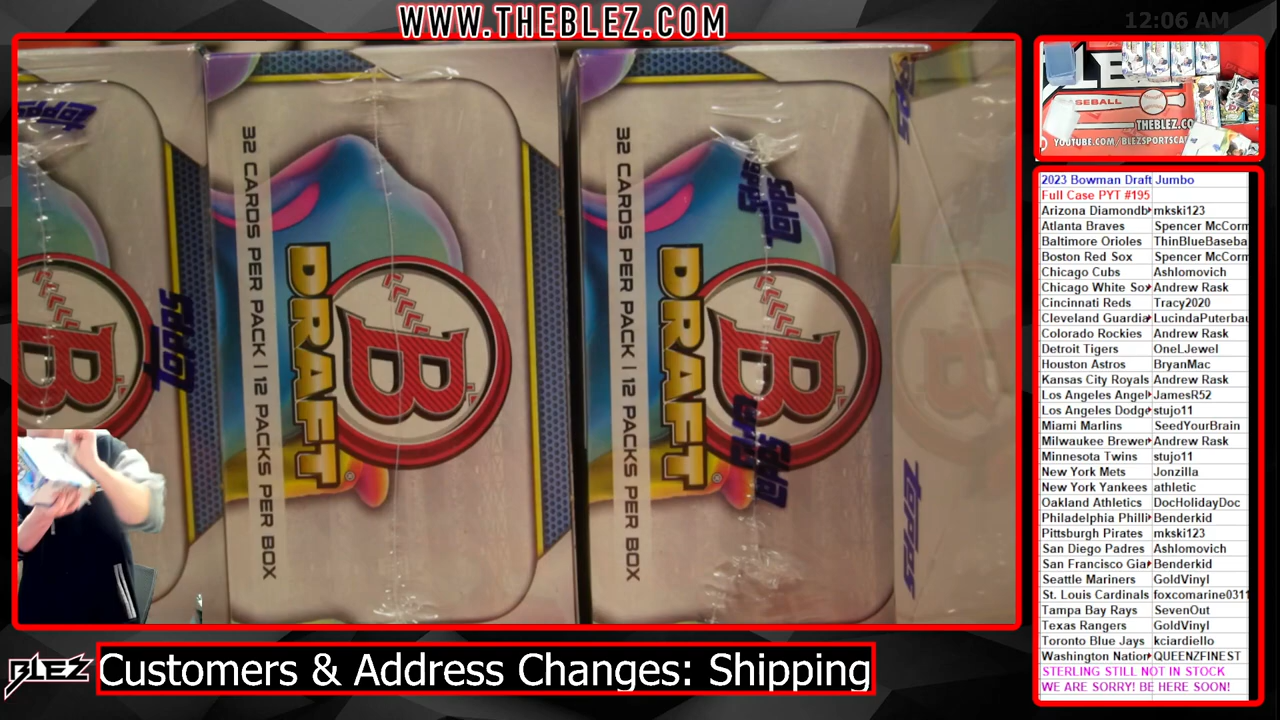 WWW.THEBLEZ.COM
12:06 AM
topps
topps
32 CARDS PER PACK | 12 PACKS PER BOX
DRAFT
B
32 CARDS PER PACK | 12 PACKS PER BOX
DRAFT
B
topps
B
THEBLEZ.CO
YOUTUBE.COM/BLEZSPORTSCA
2023 Bowman Draft Jumbo
Full Case PYT #195
Arizona Diamondb mkski123
Atlanta Braves Spencer McCorm
Baltimore Orioles ThinBlueBaseba
Boston Red Sox Spencer McCorm
Chicago Cubs Ashlomovich
Chicago White Sox Andrew Rask
Cincinnati Reds Tracy2020
Cleveland Guardia LucindaPuterbau
Colorado Rockies Andrew Rask
Detroit Tigers OneLJewel
Houston Astros BryanMac
Kansas City Royals Andrew Rask
Los Angeles Angel JamesR52
Los Angeles Dodge stujo11
Miami Marlins SeedYourBrain
Milwaukee Brewer Andrew Rask
Minnesota Twins stujo11
New York Mets Jonzilla
New York Yankees athletic
Oakland Athletics DocHolidayDoc
Philadelphia Philli Benderkid
Pittsburgh Pirates mkski123
San Diego Padres Ashlomovich
San Francisco Gia Benderkid
Seattle Mariners GoldVinyl
St. Louis Cardinals foxcomarine0311
Tampa Bay Rays SevenOut
Texas Rangers GoldVinyl
Toronto Blue Jays kciardiello
Washington Nation QUEENZFINEST
STERLING STILL NOT IN STOCK
WE ARE SORRY! BE HERE SOON!
BLEZ
Customers & Address Changes: Shipping